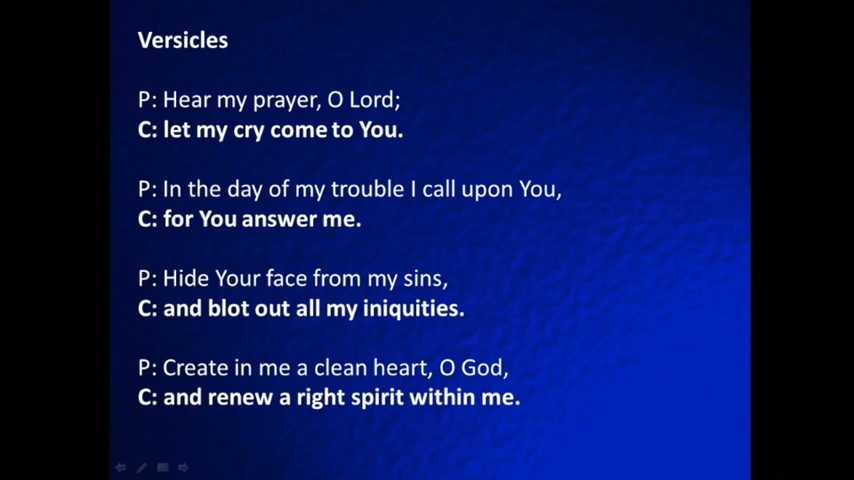 Versicles
P: Hear my prayer, O Lord;
C: let my cry come to You.
P: In the day of my trouble I call upon You,
C: for You answer me.
P: Hide Your face from my sins,
C: and blot out all my iniquities.
P: Create in me a clean heart, O God,
C: and renew a right spirit within me.